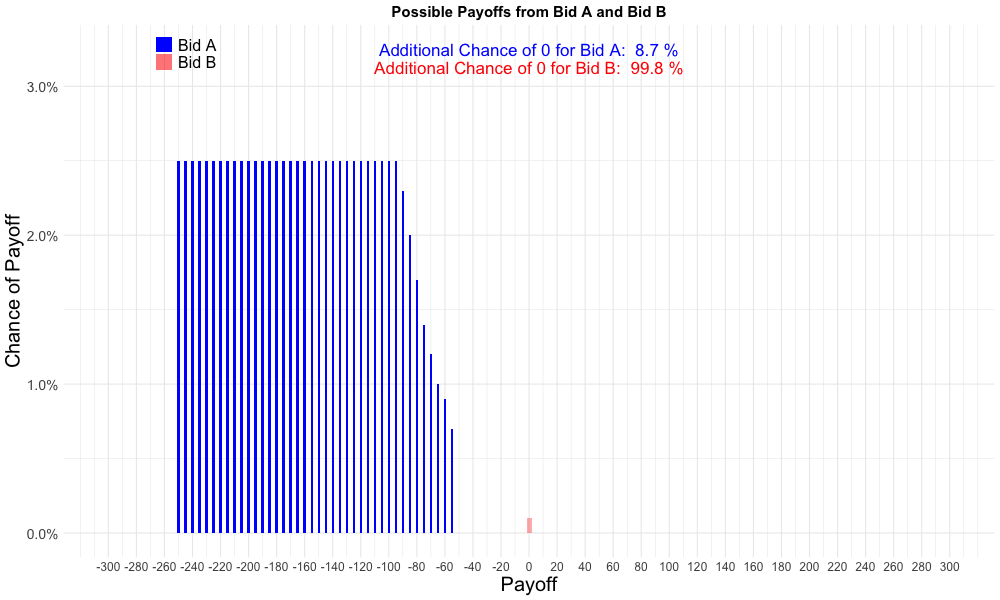 Possible Payoffs from Bid A and Bid B
Bid A
Bid B
Additional Chance of 0 for Bid A:  8.7 %
Additional Chance of 0 for Bid B:  99.8 %
Chance of Payoff
3.0%
2.0%
1.0%
0.0%
-300 -280 -260 -240 -220 -200 -180 -160 -140 -120 -100 -80 -60 -40 -20 0 20 40 60 80 100 120 140 160 180 200 220 240 260 280 300
Payoff